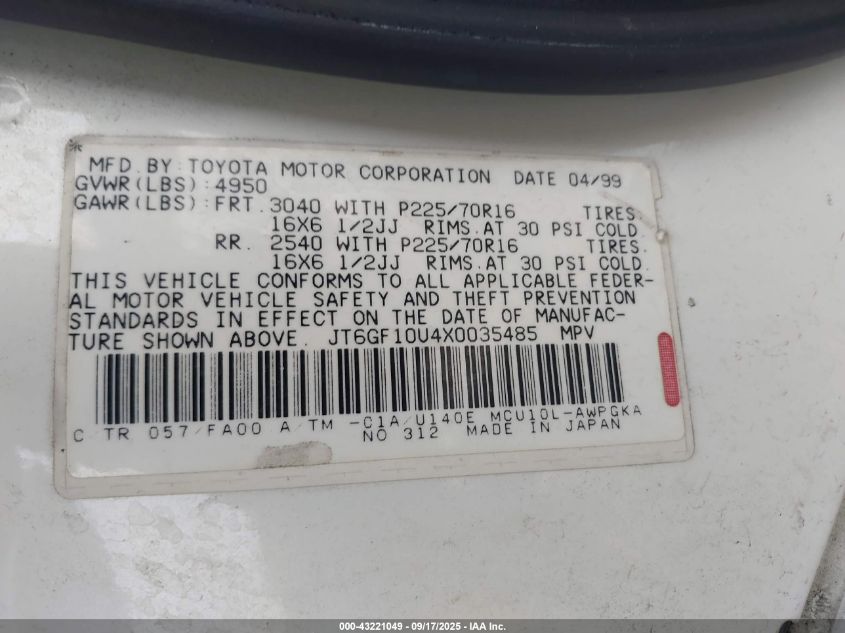 MFD. BY: TOYOTA MOTOR CORPORATION DATE 04/99
GVWR(LBS):4950
GAWR(LBS):FRT. 3040 WITH P225/70R16 TIRES.
16X6 1/2JJ RIMS. AT 30 PSI COLD.
RR. 2540 WITH P225/70R16 TIRES.
16X6 1/2JJ RIMS. AT 30 PSI COLD.
THIS VEHICLE CONFORMS TO ALL APPLICABLE FEDER-
AL MOTOR VEHICLE SAFETY AND THEFT PREVENTION
STANDARDS IN EFFECT ON THE DATE OF MANUFAC-
TURE SHOWN ABOVE. JT6GF10U4X0035485 MPV
C/TR 057/FA00 A/TM -C1A/U140E MCU10L-AWPGKA
NO 312 MADE IN JAPAN
000-43221049 - 09/17/2025 - IAA Inc.